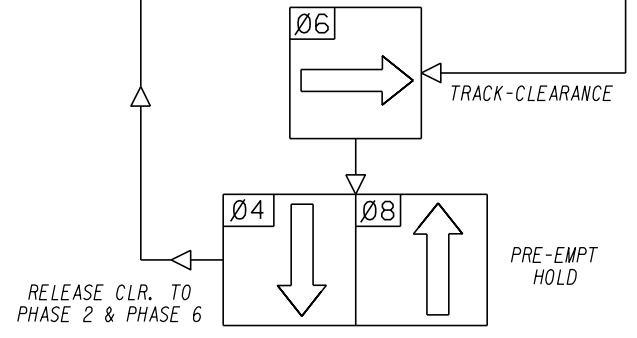 Ø6
TRACK-CLEARANCE
Ø4
Ø8
PRE-EMPT
HOLD
RELEASE CLR. TO
PHASE 2 & PHASE 6